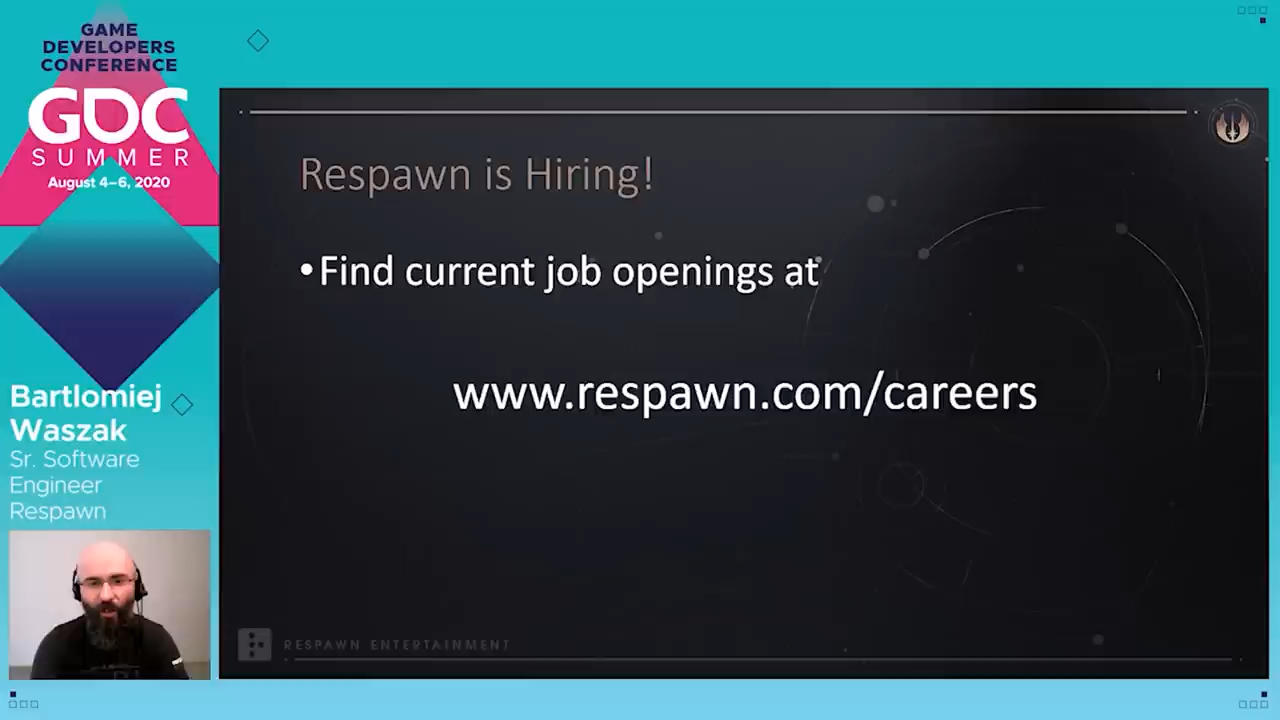 GAME
DEVELOPERS
CONFERENCE
GDC
SUMMER
August 4–6, 2020
Bartlomiej
Waszak
Sr. Software
Engineer
Respawn
Respawn is Hiring!
•Find current job openings at
www.respawn.com/careers
RESPAWN ENTERTAINMENT